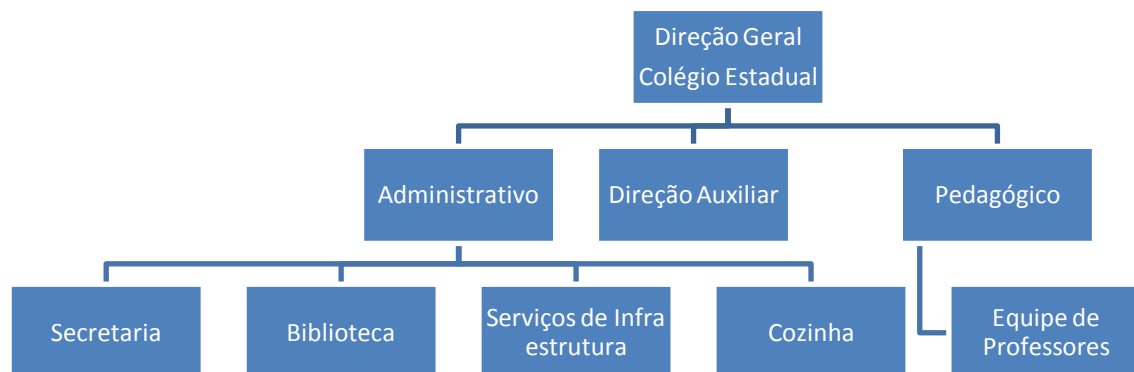 Direção Geral
Colégio Estadual
Administrativo
Direção Auxiliar
Pedagógico
Secretaria
Biblioteca
Serviços de Infra
estrutura
Cozinha
Equipe de
Professores